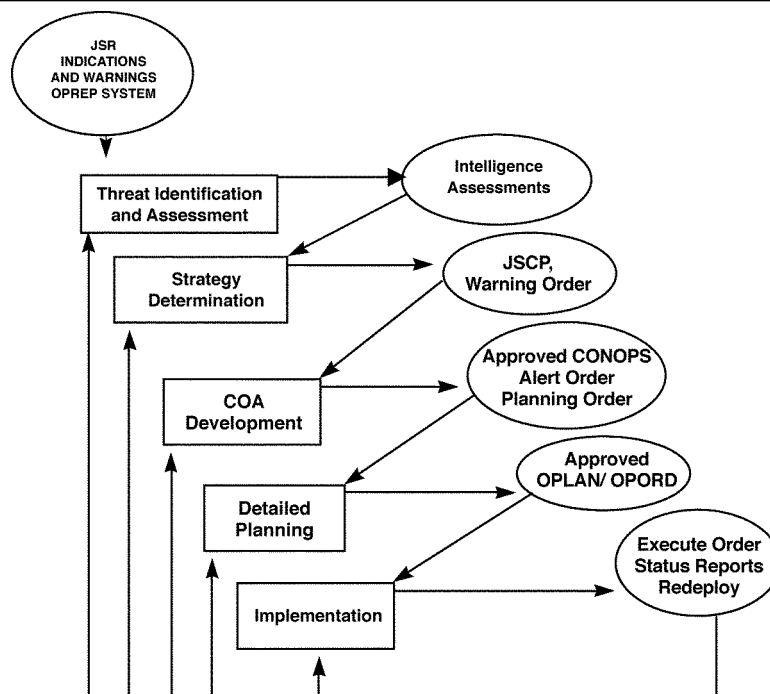 JSR
INDICATIONS
AND WARNINGS
OPREP SYSTEM
Threat Identification
and Assessment
Intelligence
Assessments
Strategy
Determination
JSCP,
Warning Order
COA
Development
Approved CONOPS
Alert Order
Planning Order
Detailed
Planning
Approved
OPLAN/ OPORD
Implementation
Execute Order
Status Reports
Redeploy